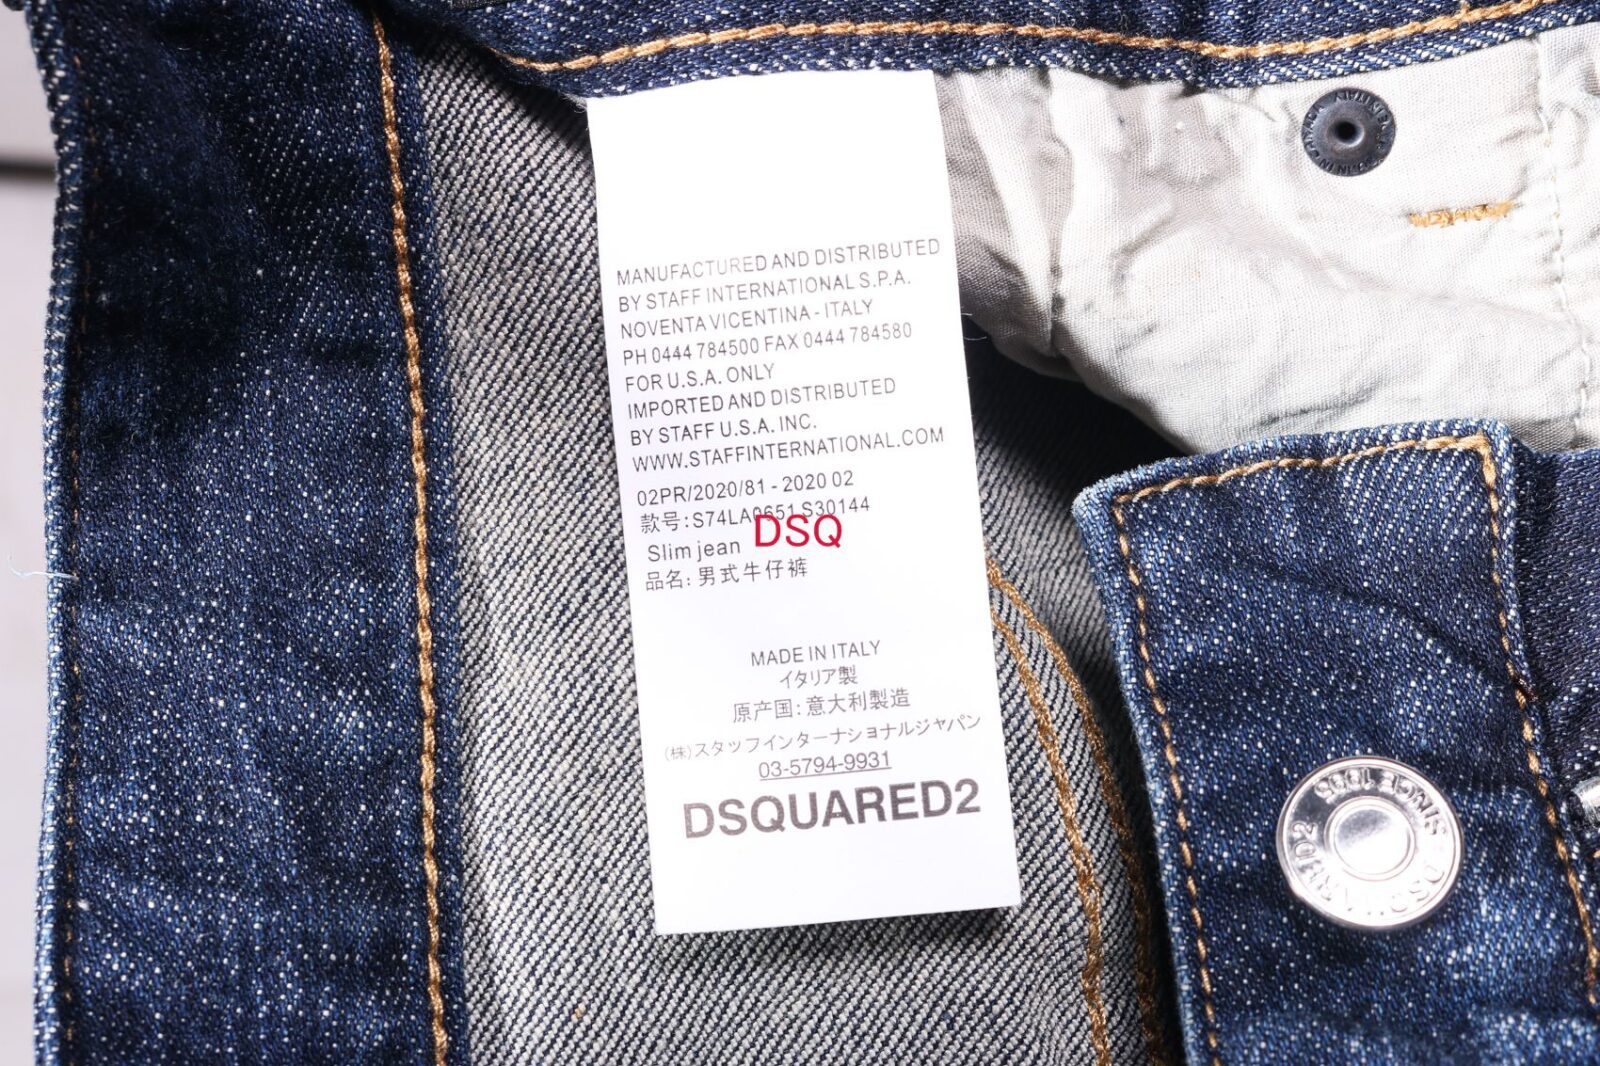 MANUFACTURED AND DISTRIBUTED
BY STAFF INTERNATIONAL S.P.A.
NOVENTA VICENTINA - ITALY
PH 0444 784500 FAX 0444 784580
FOR U.S.A. ONLY
IMPORTED AND DISTRIBUTED
BY STAFF U.S.A. INC.
WWW.STAFFINTERNATIONAL.COM
02PR/2020/81 - 2020 02
款号: S74LA0651 S30144
DSQ
Slim jean
品名: 男式牛仔裤
MADE IN ITALY
イタリア製
原产国: 意大利製造
(株)スタッフインターナショナルジャパン
03-5794-9931
DSQUARED2
SINCE 1995